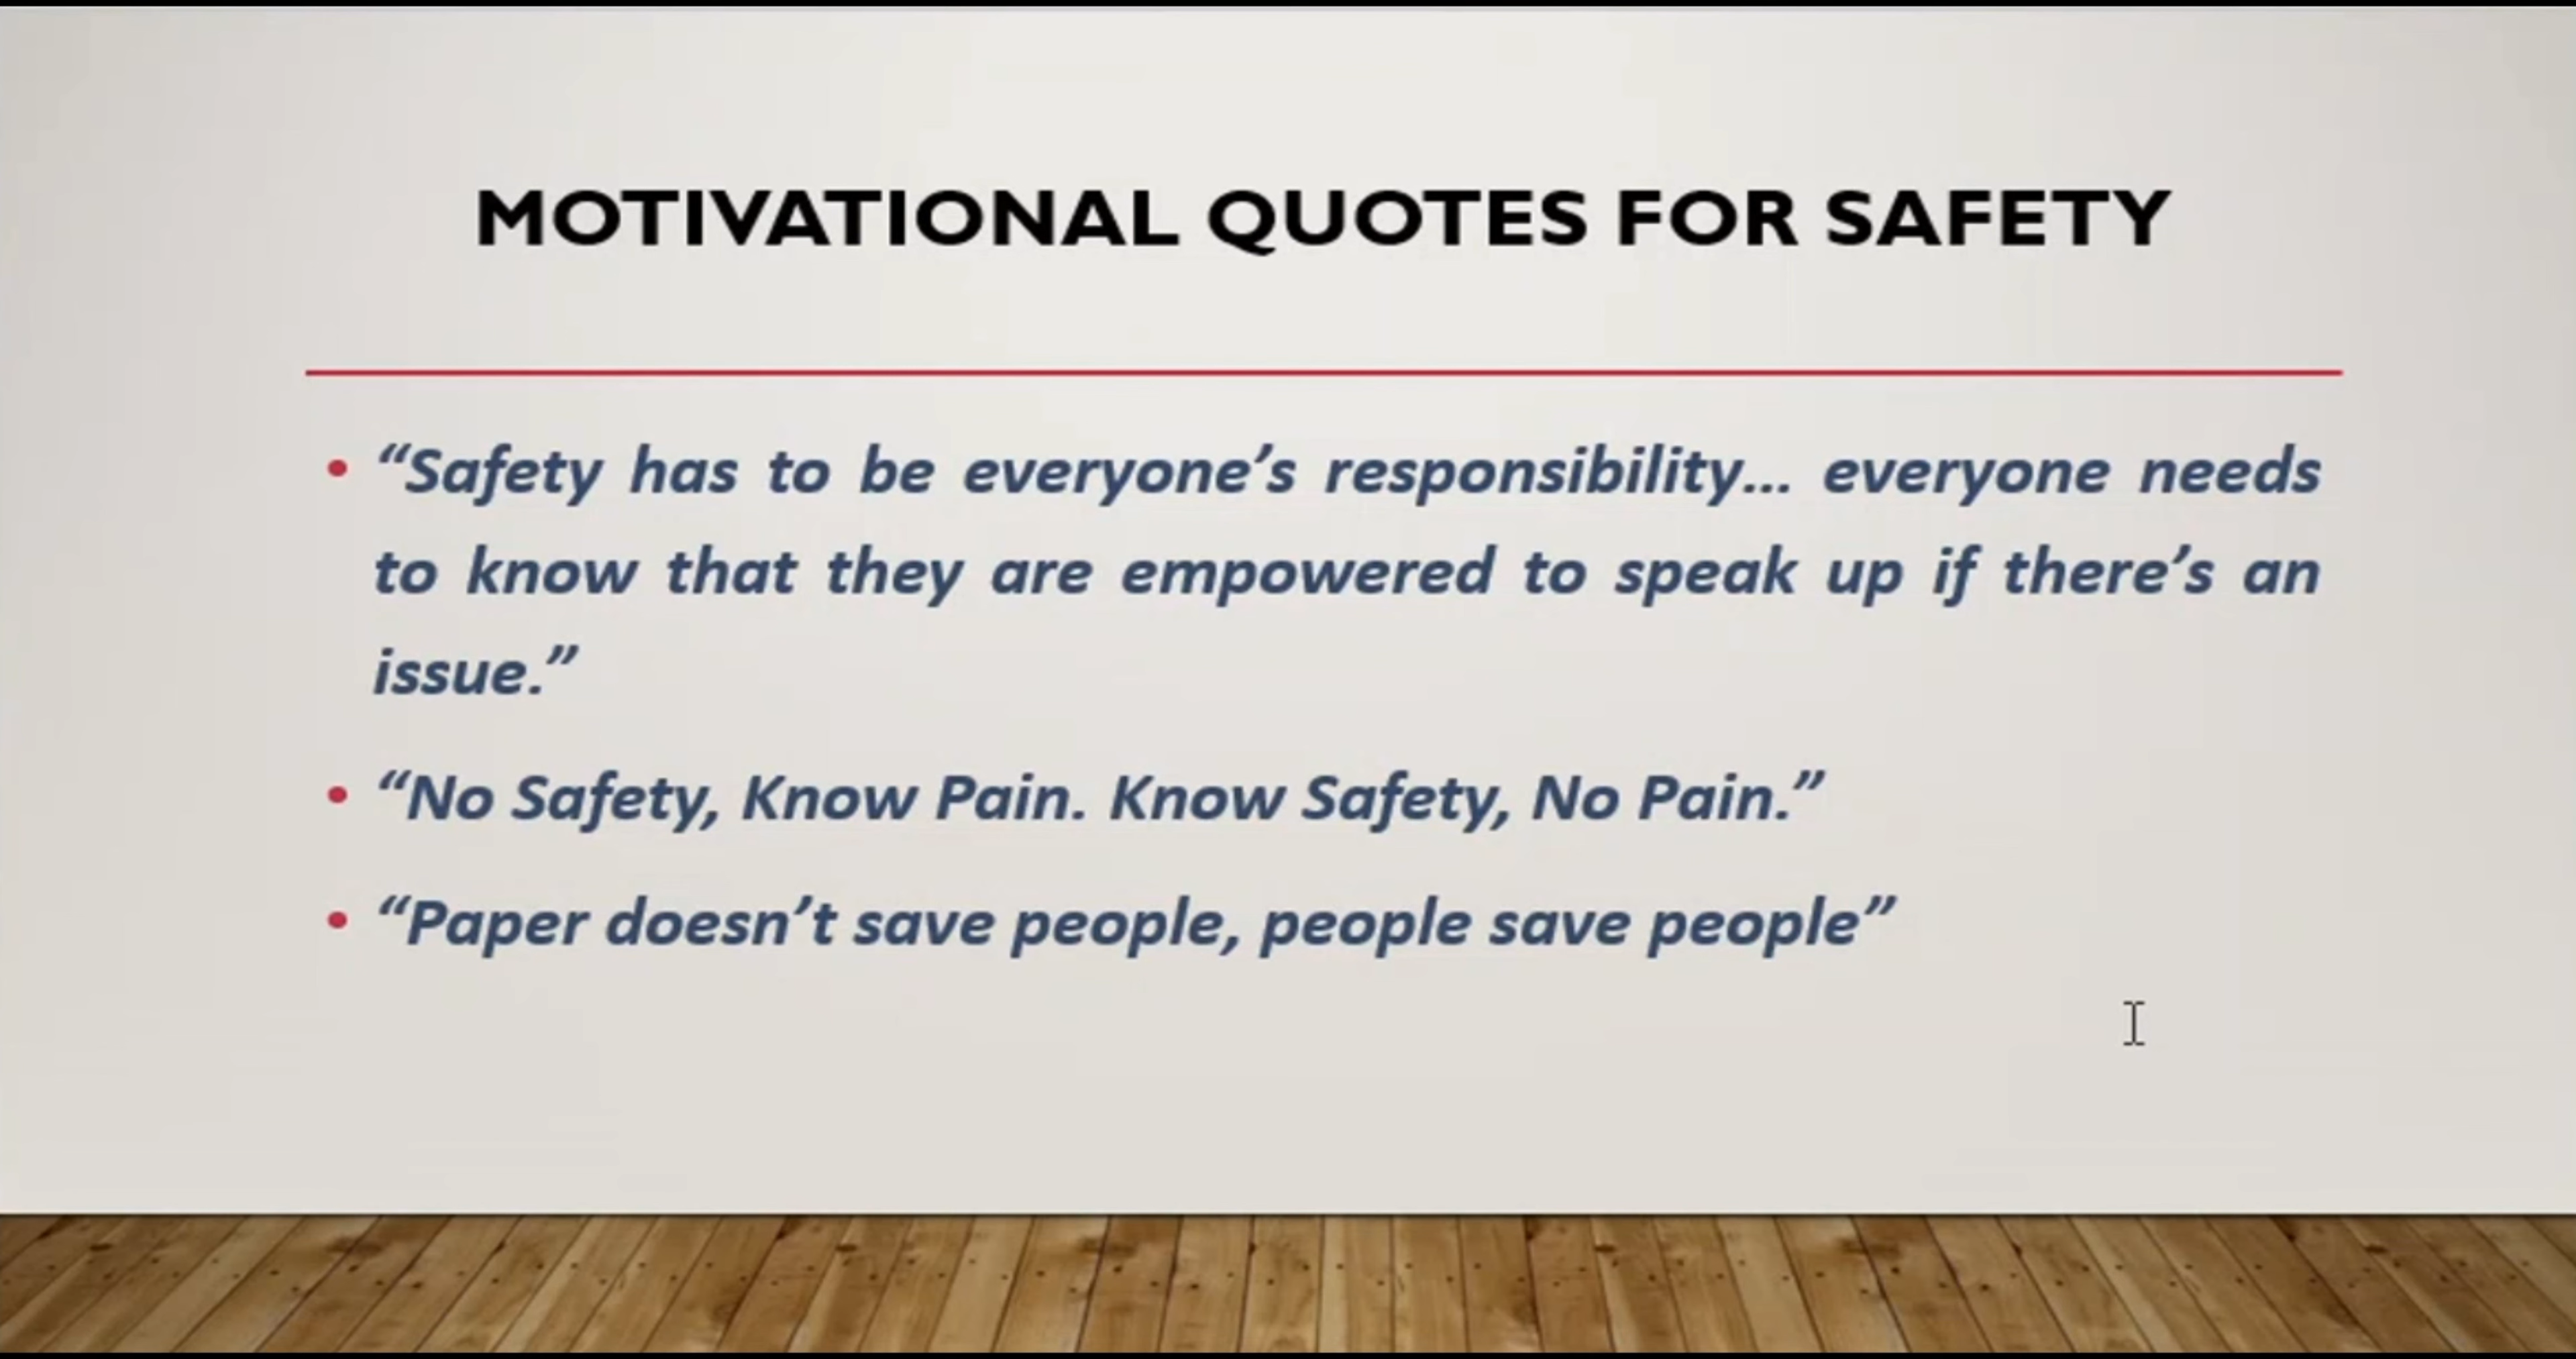 MOTIVATIONAL QUOTES FOR SAFETY
• “Safety has to be everyone’s responsibility... everyone needs
to know that they are empowered to speak up if there’s an
issue.”
• “No Safety, Know Pain. Know Safety, No Pain.”
• “Paper doesn’t save people, people save people”